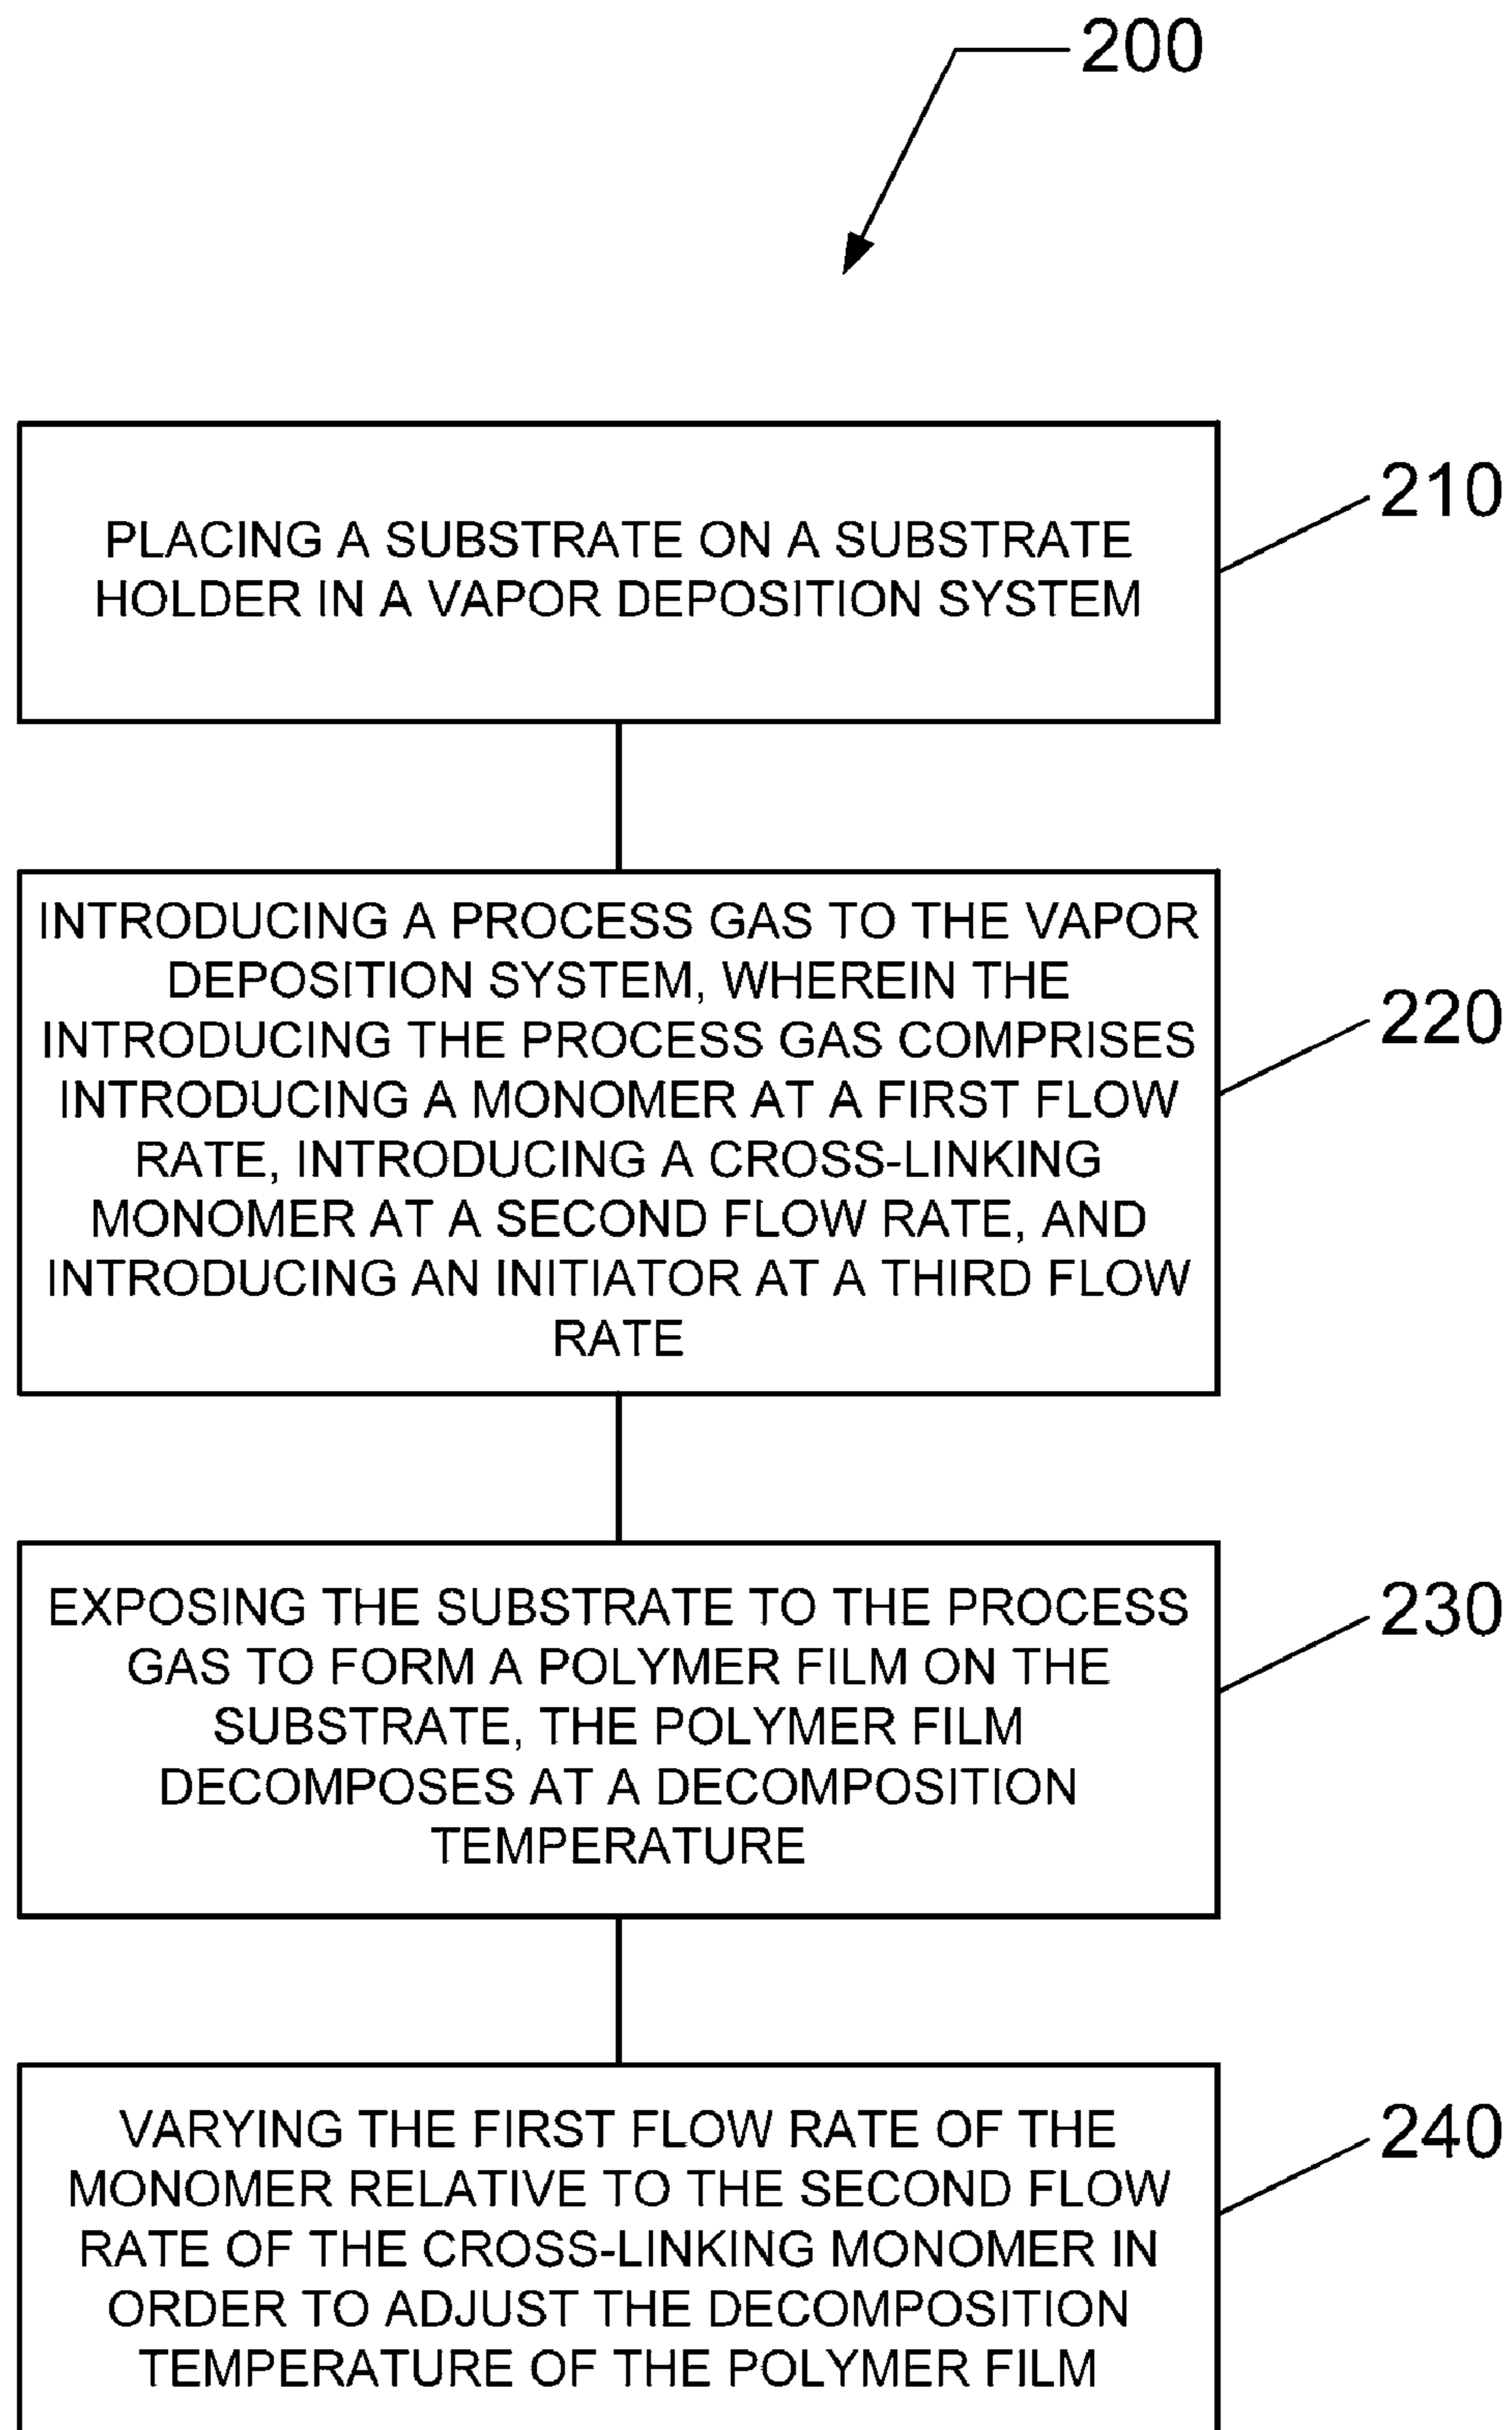 200
210
PLACING A SUBSTRATE ON A SUBSTRATE
HOLDER IN A VAPOR DEPOSITION SYSTEM
220
INTRODUCING A PROCESS GAS TO THE VAPOR
DEPOSITION SYSTEM, WHEREIN THE
INTRODUCING THE PROCESS GAS COMPRISES
INTRODUCING A MONOMER AT A FIRST FLOW
RATE, INTRODUCING A CROSS-LINKING
MONOMER AT A SECOND FLOW RATE, AND
INTRODUCING AN INITIATOR AT A THIRD FLOW
RATE
230
EXPOSING THE SUBSTRATE TO THE PROCESS
GAS TO FORM A POLYMER FILM ON THE
SUBSTRATE, THE POLYMER FILM
DECOMPOSES AT A DECOMPOSITION
TEMPERATURE
240
VARYING THE FIRST FLOW RATE OF THE
MONOMER RELATIVE TO THE SECOND FLOW
RATE OF THE CROSS-LINKING MONOMER IN
ORDER TO ADJUST THE DECOMPOSITION
TEMPERATURE OF THE POLYMER FILM